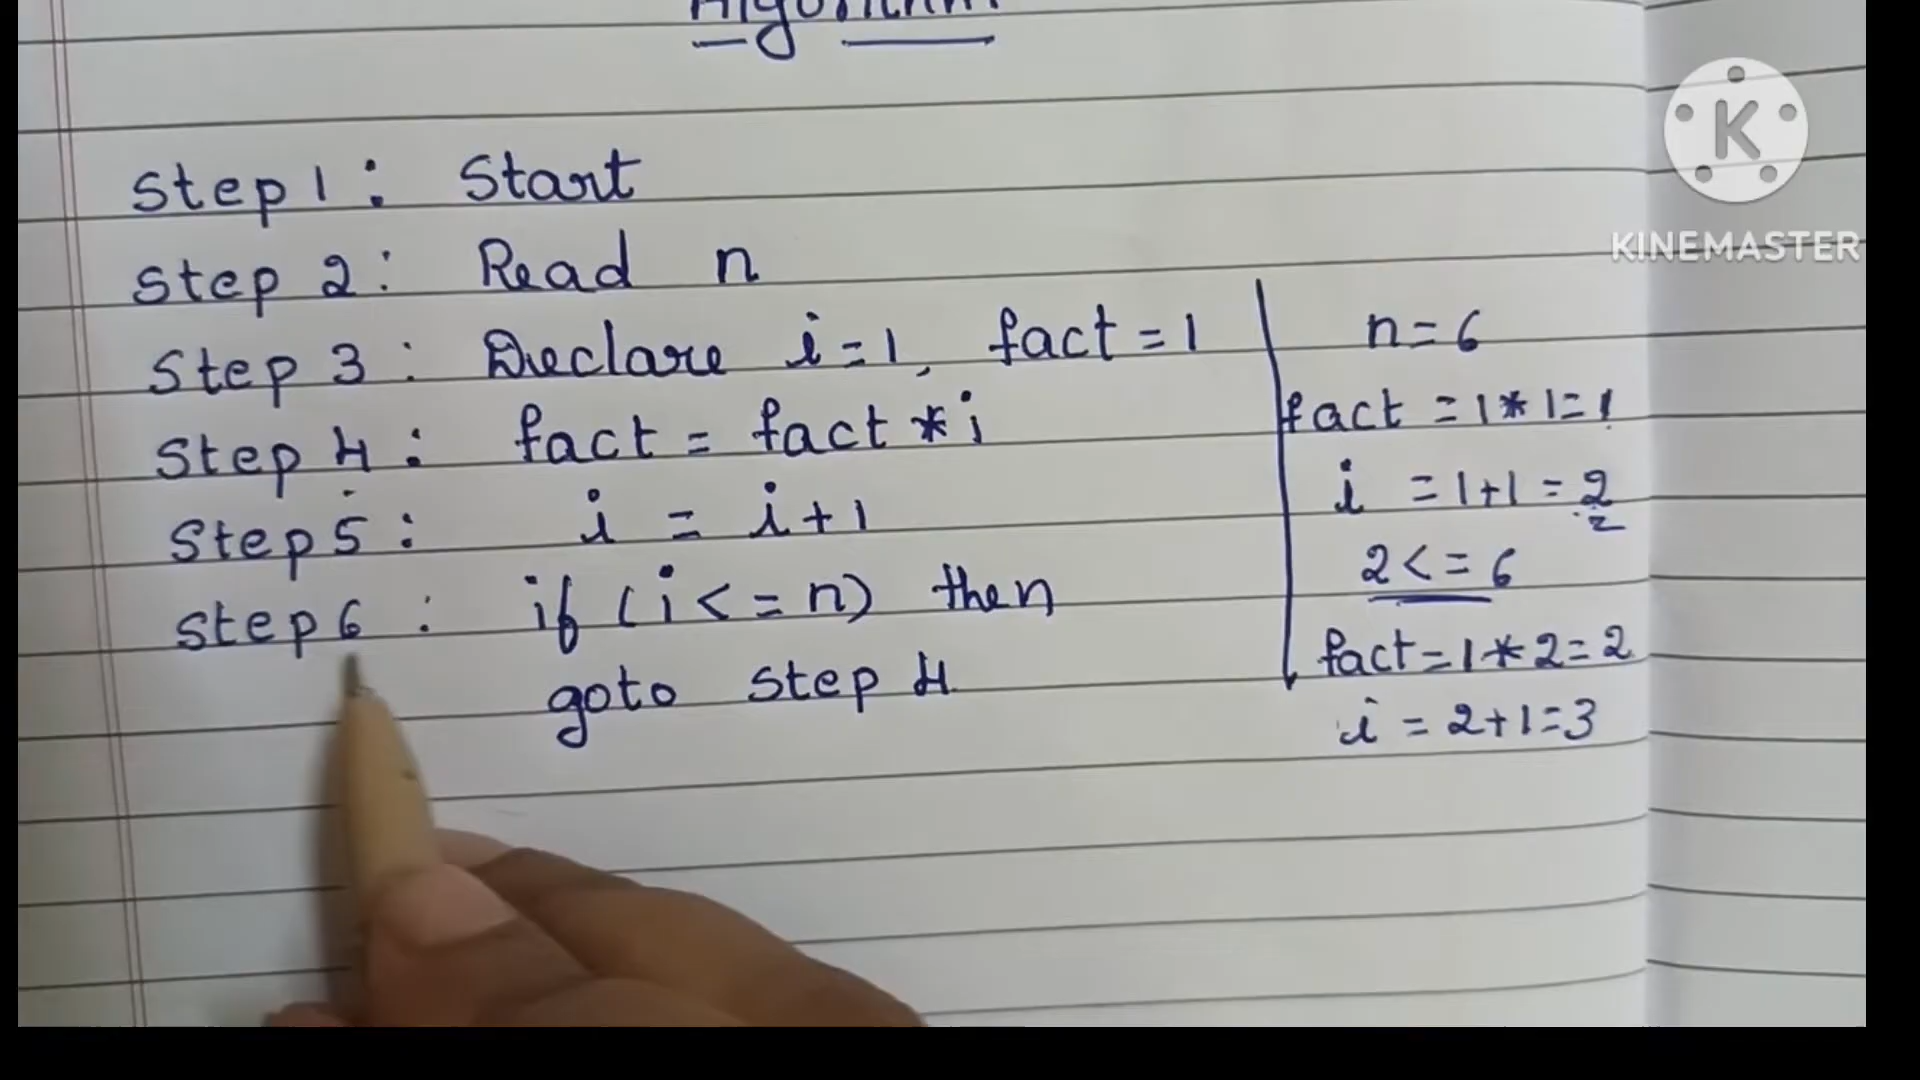 Algorithm
Step 1 : Start
Step 2 : Read n
Step 3 : Declare i=1, fact = 1
Step 4 : fact = fact * i
Step 5 : i = i+1
Step 6 : if (i <= n) then
goto step 4
n = 6
fact = 1 * 1 = 1
i = 1+1 = 2
2 <= 6
fact = 1 * 2 = 2
i = 2+1=3
K
KINEMASTER